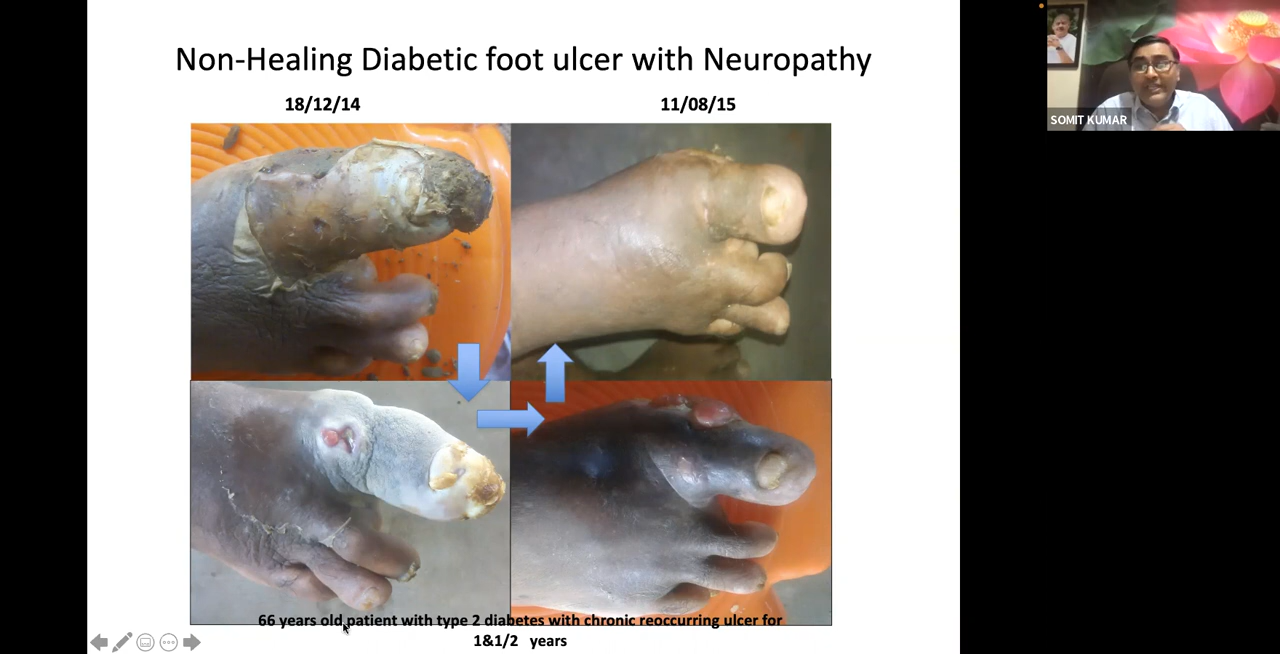 Non-Healing Diabetic foot ulcer with Neuropathy
18/12/14
11/08/15
SOMIT KUMAR
66 years old patient with type 2 diabetes with chronic reoccurring ulcer for
1&1/2 years